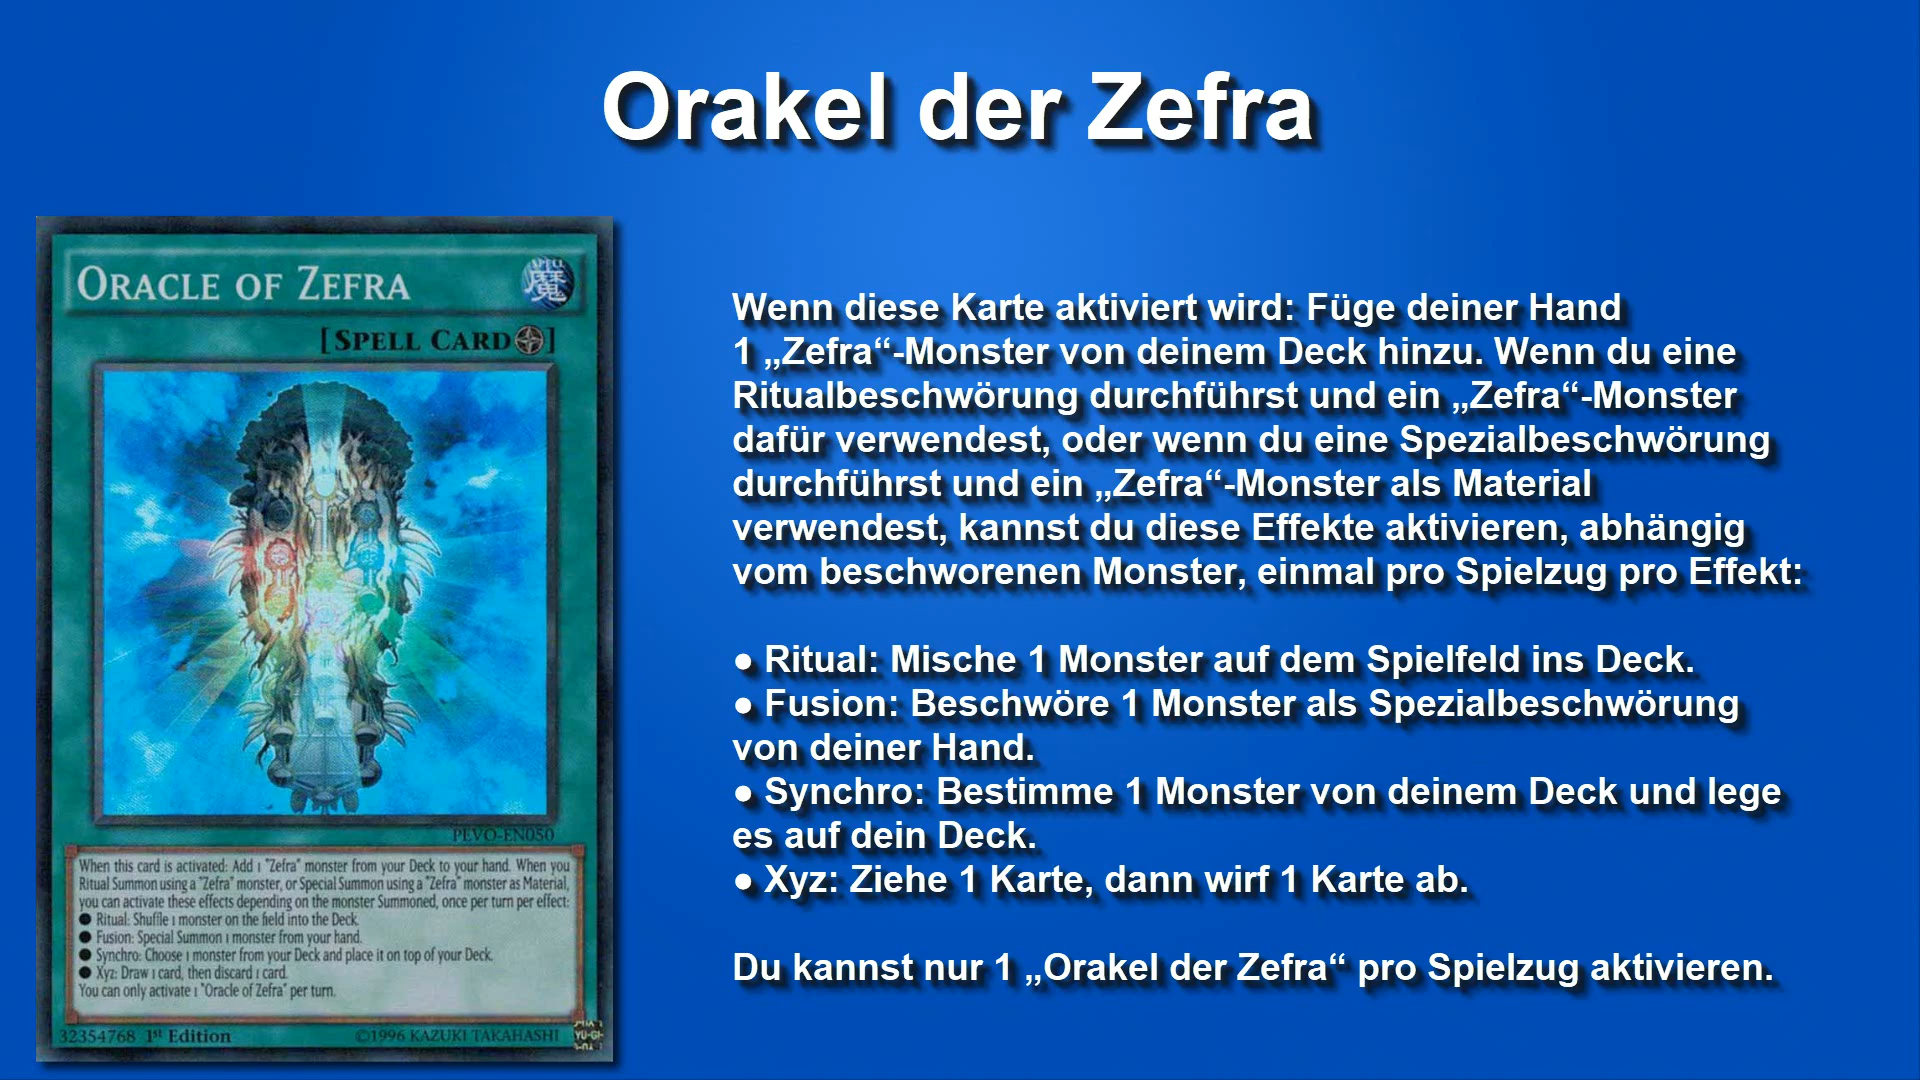 Orakel der Zefra
ORACLE OF ZEFRA
SPELL
魔
[SPELL CARD]
PEVO-EN050
When this card is activated: Add 1 "Zefra" monster from your Deck to your hand. When you
Ritual Summon using a "Zefra" monster, or Special Summon using a "Zefra" monster as Material,
you can activate these effects depending on the monster Summoned, once per turn per effect:
● Ritual: Shuffle 1 monster on the field into the Deck.
● Fusion: Special Summon 1 monster from your hand.
● Synchro: Choose 1 monster from your Deck and place it on top of your Deck.
● Xyz: Draw 1 card, then discard 1 card.
You can only activate 1 "Oracle of Zefra" per turn.
32354768 1st Edition
©1996 KAZUKI TAKAHASHI
YU-GI-
Wenn diese Karte aktiviert wird: Füge deiner Hand
1 „Zefra“-Monster von deinem Deck hinzu. Wenn du eine
Ritualbeschwörung durchführst und ein „Zefra“-Monster
dafür verwendest, oder wenn du eine Spezialbeschwörung
durchführst und ein „Zefra“-Monster als Material
verwendest, kannst du diese Effekte aktivieren, abhängig
vom beschworenen Monster, einmal pro Spielzug pro Effekt:
● Ritual: Mische 1 Monster auf dem Spielfeld ins Deck.
● Fusion: Beschwöre 1 Monster als Spezialbeschwörung
von deiner Hand.
● Synchro: Bestimme 1 Monster von deinem Deck und lege
es auf dein Deck.
● Xyz: Ziehe 1 Karte, dann wirf 1 Karte ab.
Du kannst nur 1 „Orakel der Zefra“ pro Spielzug aktivieren.